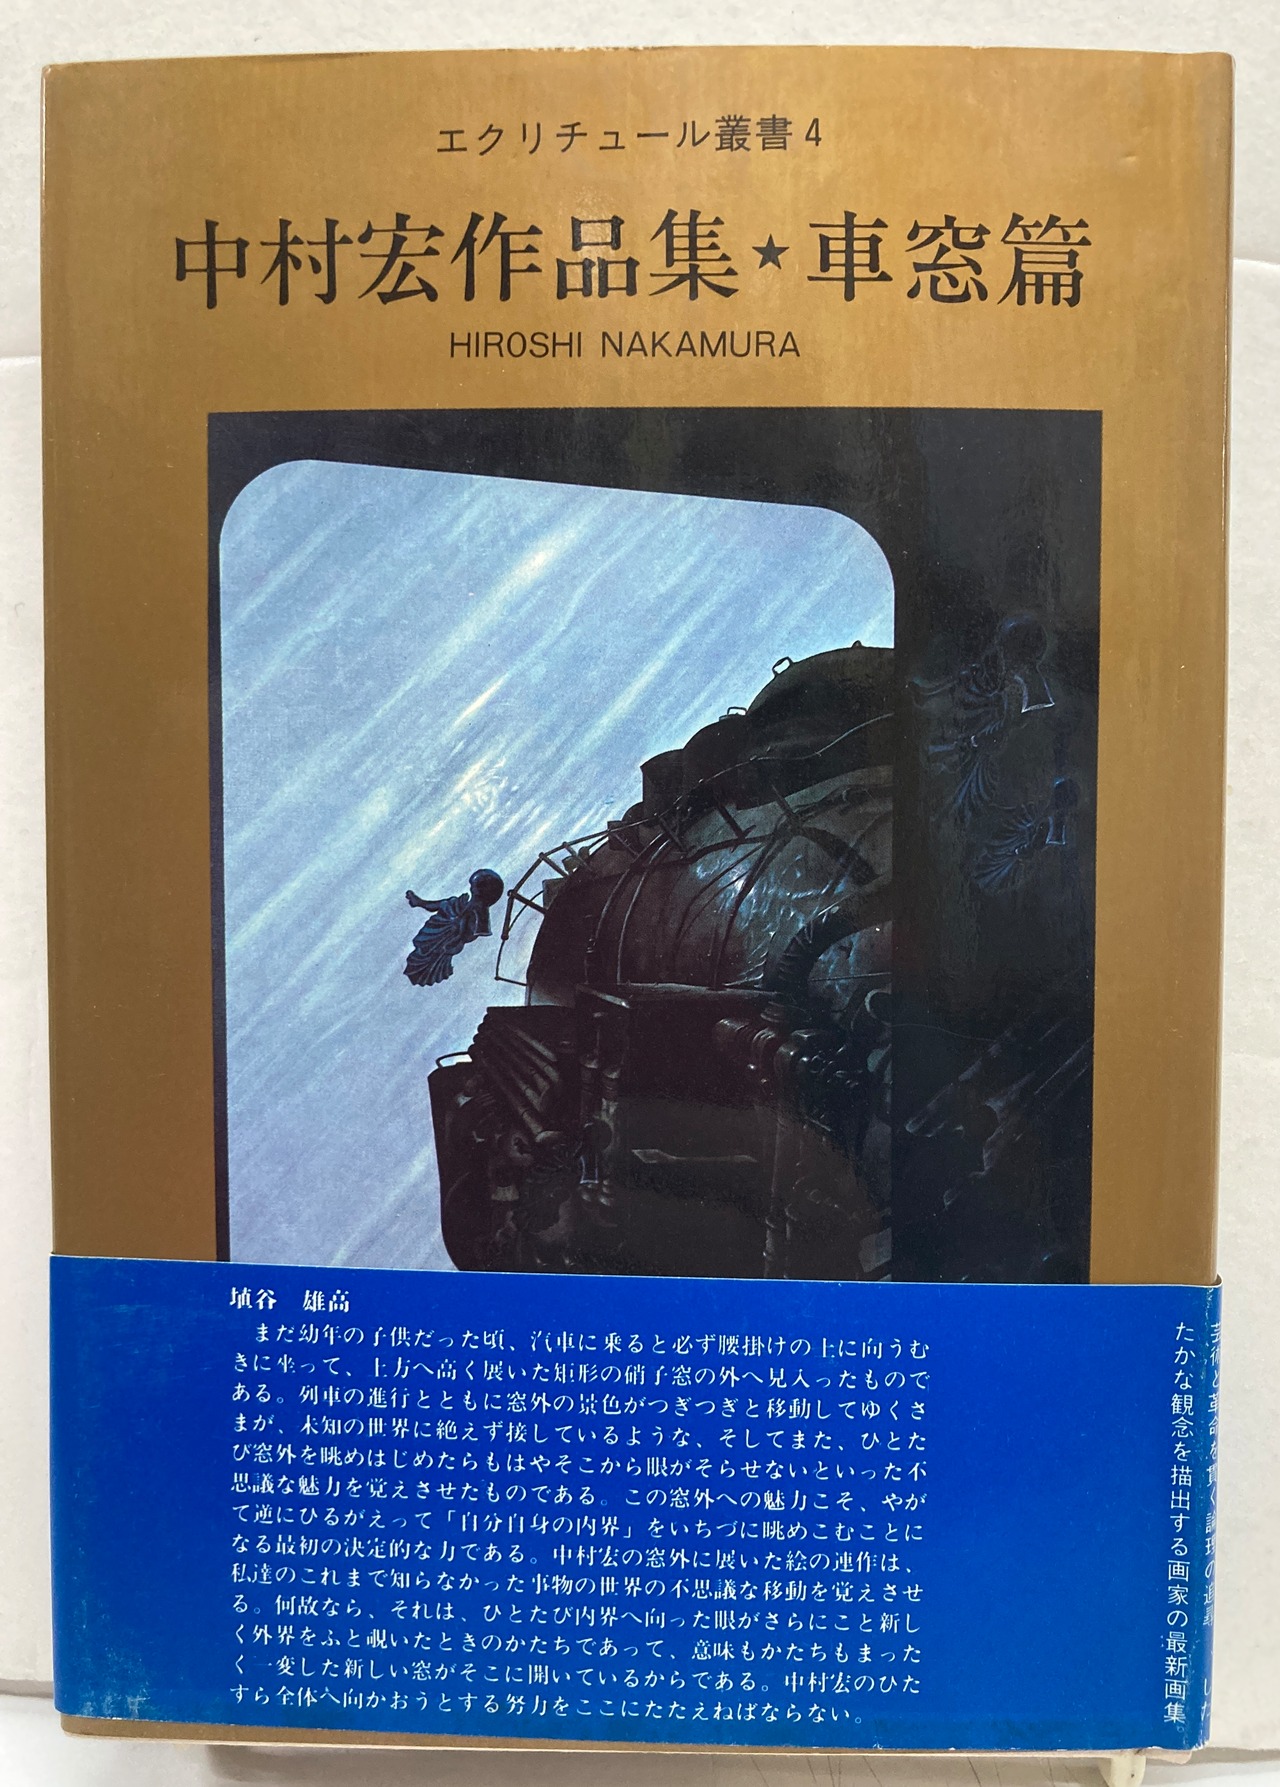 エクリチュール叢書4
中村宏作品集★車窓篇
HIROSHI NAKAMURA
埴谷　雄高
まだ幼年の子供だった頃、汽車に乗ると必ず腰掛けの上に向うむ
きに坐って、上方へ高く展いた矩形の硝子窓の外へ見入ったもので
ある。列車の進行とともに窓外の景色がつぎつぎと移動してゆくさ
まが、未知の世界に絶えず接しているような、そしてまた、ひとた
び窓外を眺めはじめたらもはやそこから眼がそらせないといった不
思議な魅力を覚えさせたものである。この窓外への魅力こそ、やが
て逆にひるがえって「自分自身の内界」をいちづに眺めこむことに
なる最初の決定的な力である。中村宏の窓外に展いた絵の連作は、
私達のこれまで知らなかった事物の世界の不思議な移動を覚えさせ
る。何故なら、それは、ひとたび内界へ向った眼がさらにこと新し
く外界をふと覗いたときのかたちであって、意味もかたちもまった
く一変した新しい窓がそこに開いているからである。中村宏のひた
すら全体へ向かおうとする努力をここにたたえねばならない。
芸術と革命を貫く論理の追
たかな観念を描出する画家の最新画集。